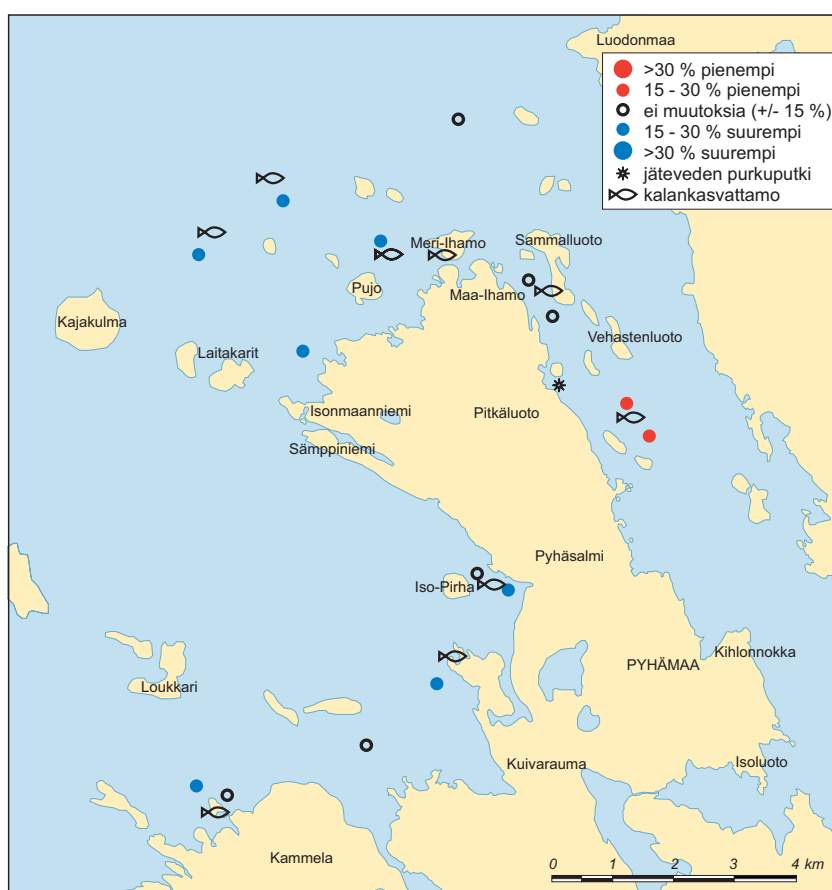 Luodonmaa
>30 % pienempi
15 - 30 % pienempi
ei muutoksia (+/- 15 %)
15 - 30 % suurempi
>30 % suurempi
jäteveden purkuputki
kalankasvattamo
Meri-Ihamo
Sammalluoto
Pujo
Maa-Ihamo
Kajakulma
Vehastenluoto
Laitakarit
Isonmaanniemi
Pitkäluoto
Sämppiniemi
Pyhäsalmi
Iso-Pirha
PYHÄMAA
Kihlonnokka
Loukkari
Kuivarauma
Isoluoto
Kammela
0 1 2 3 4 km